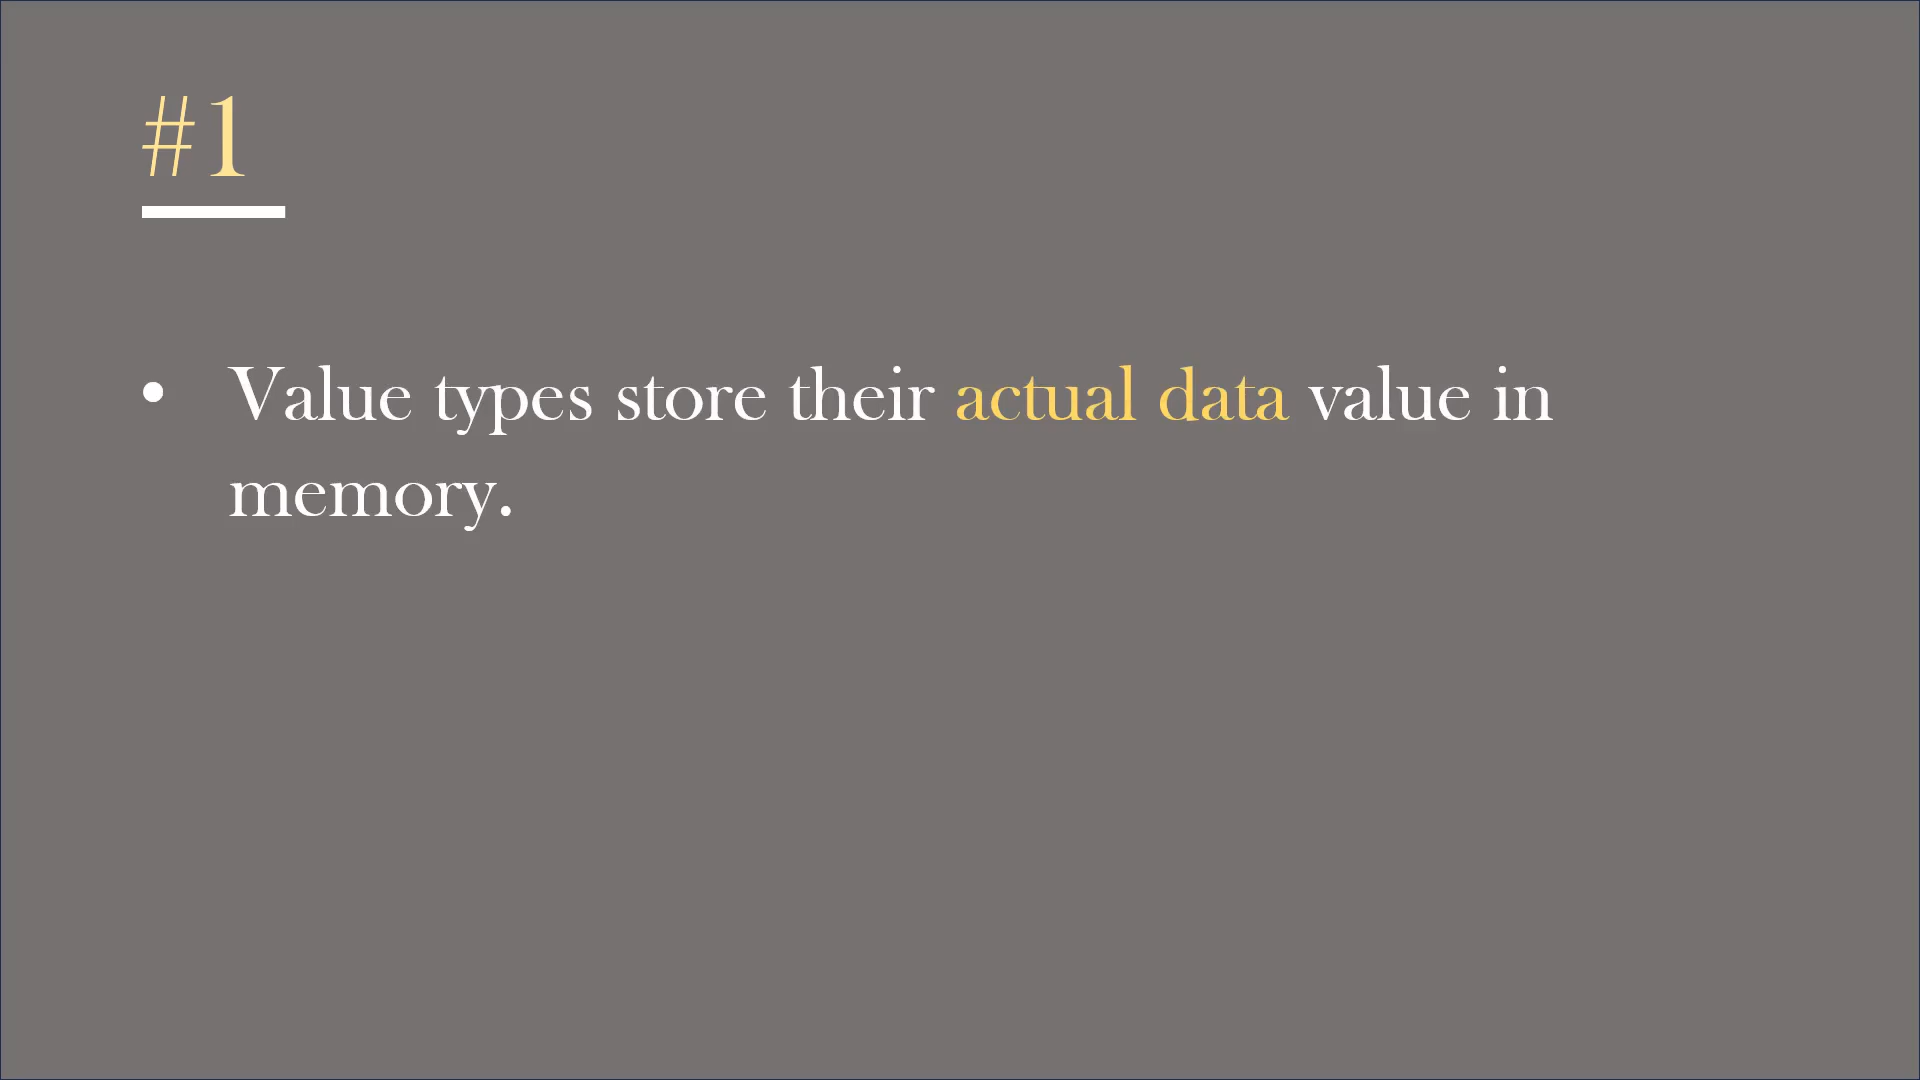 #1
• Value types store their actual data value in
memory.